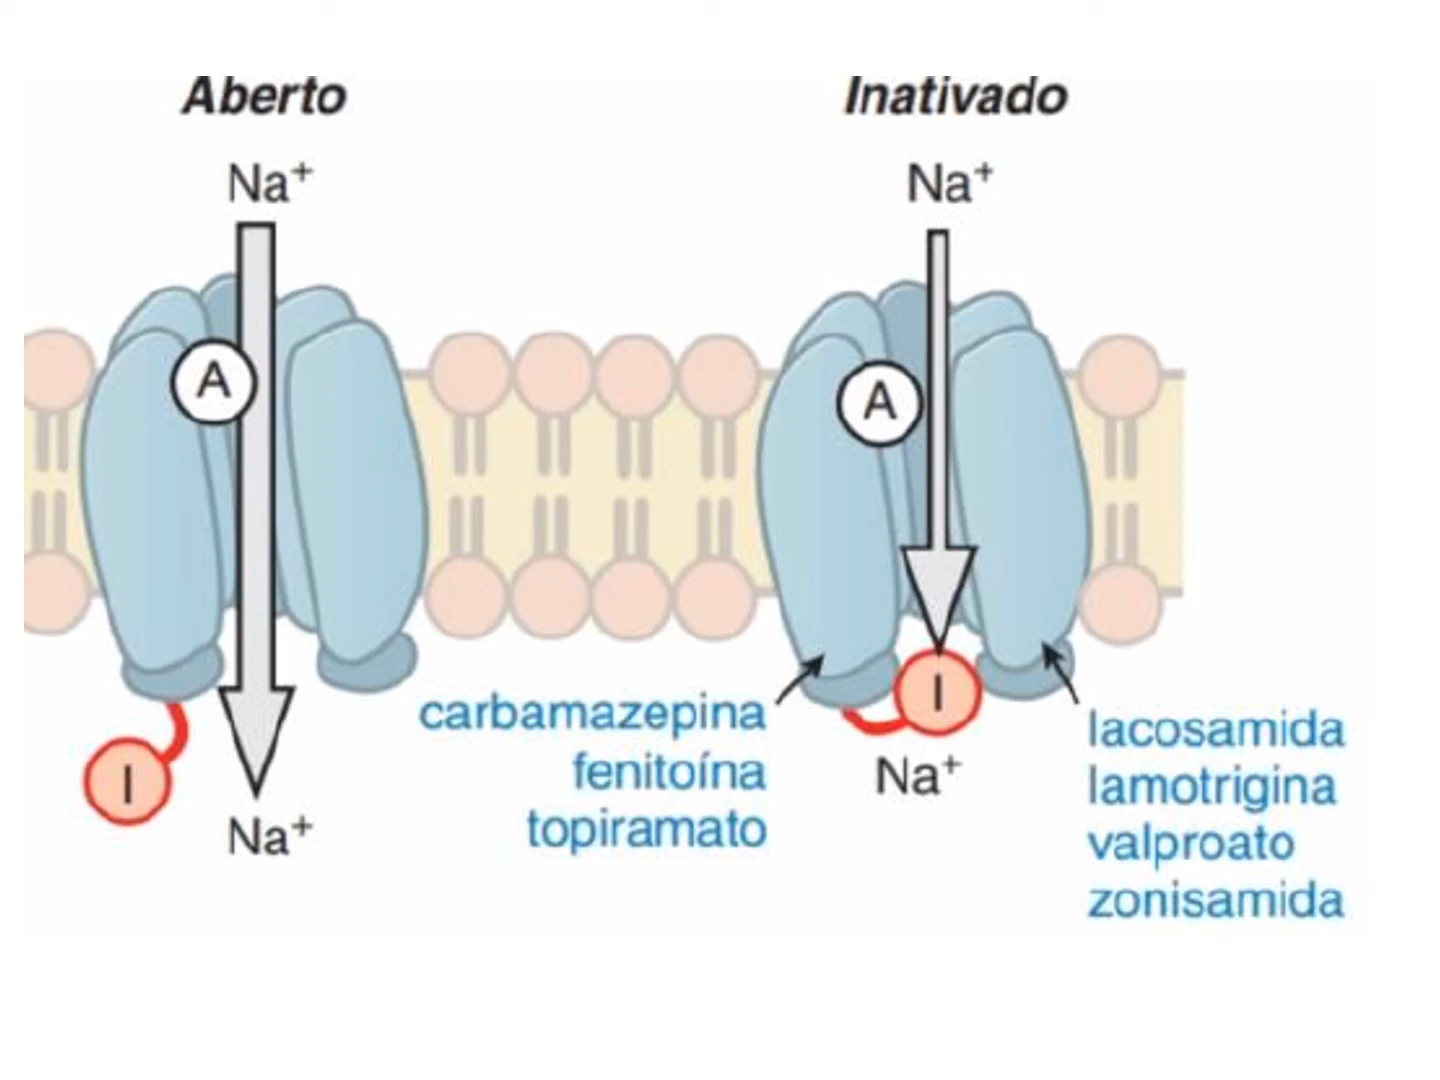 Aberto
Na⁺
A
I
Na⁺
Inativado
Na⁺
A
I
Na⁺
carbamazepina
fenitoína
topiramato
lacosamida
lamotrigina
valproato
zonisamida